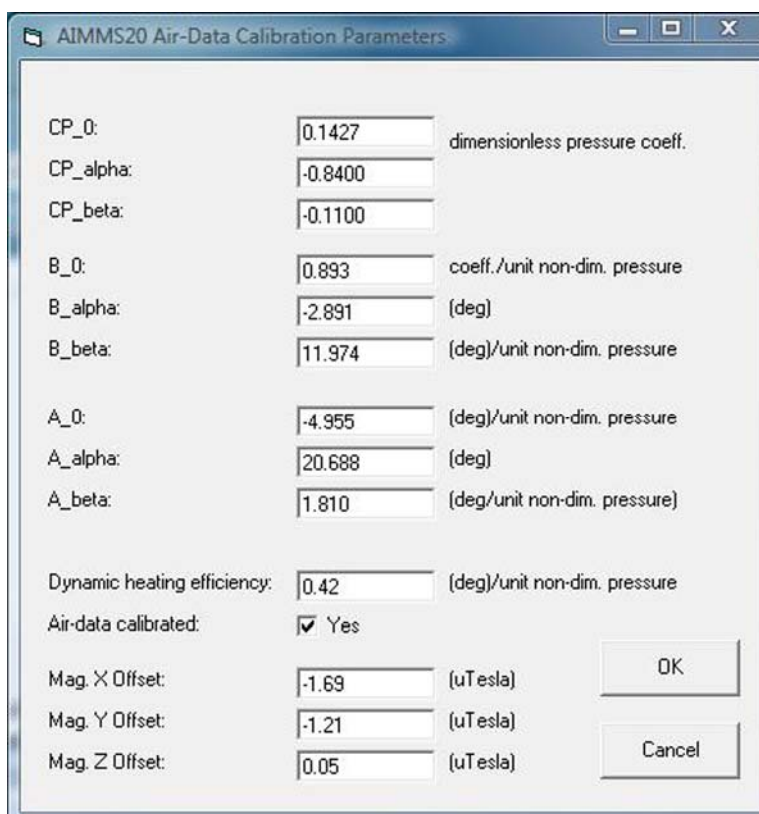 AIMMS20 Air-Data Calibration Parameters
CP_0: 0.1427 dimensionless pressure coeff.
CP_alpha: -0.8400
CP_beta: -0.1100
B_0: 0.893 coeff./unit non-dim. pressure
B_alpha: -2.891 (deg)
B_beta: 11.974 (deg)/unit non-dim. pressure
A_0: -4.955 (deg)/unit non-dim. pressure
A_alpha: 20.688 (deg)
A_beta: 1.810 (deg/unit non-dim. pressure)
Dynamic heating efficiency: 0.42 (deg)/unit non-dim. pressure
Air-data calibrated: Yes
Mag. X Offset: -1.69 (uTesla)
OK
Mag. Y Offset: -1.21 (uTesla)
Mag. Z Offset: 0.05 (uTesla)
Cancel